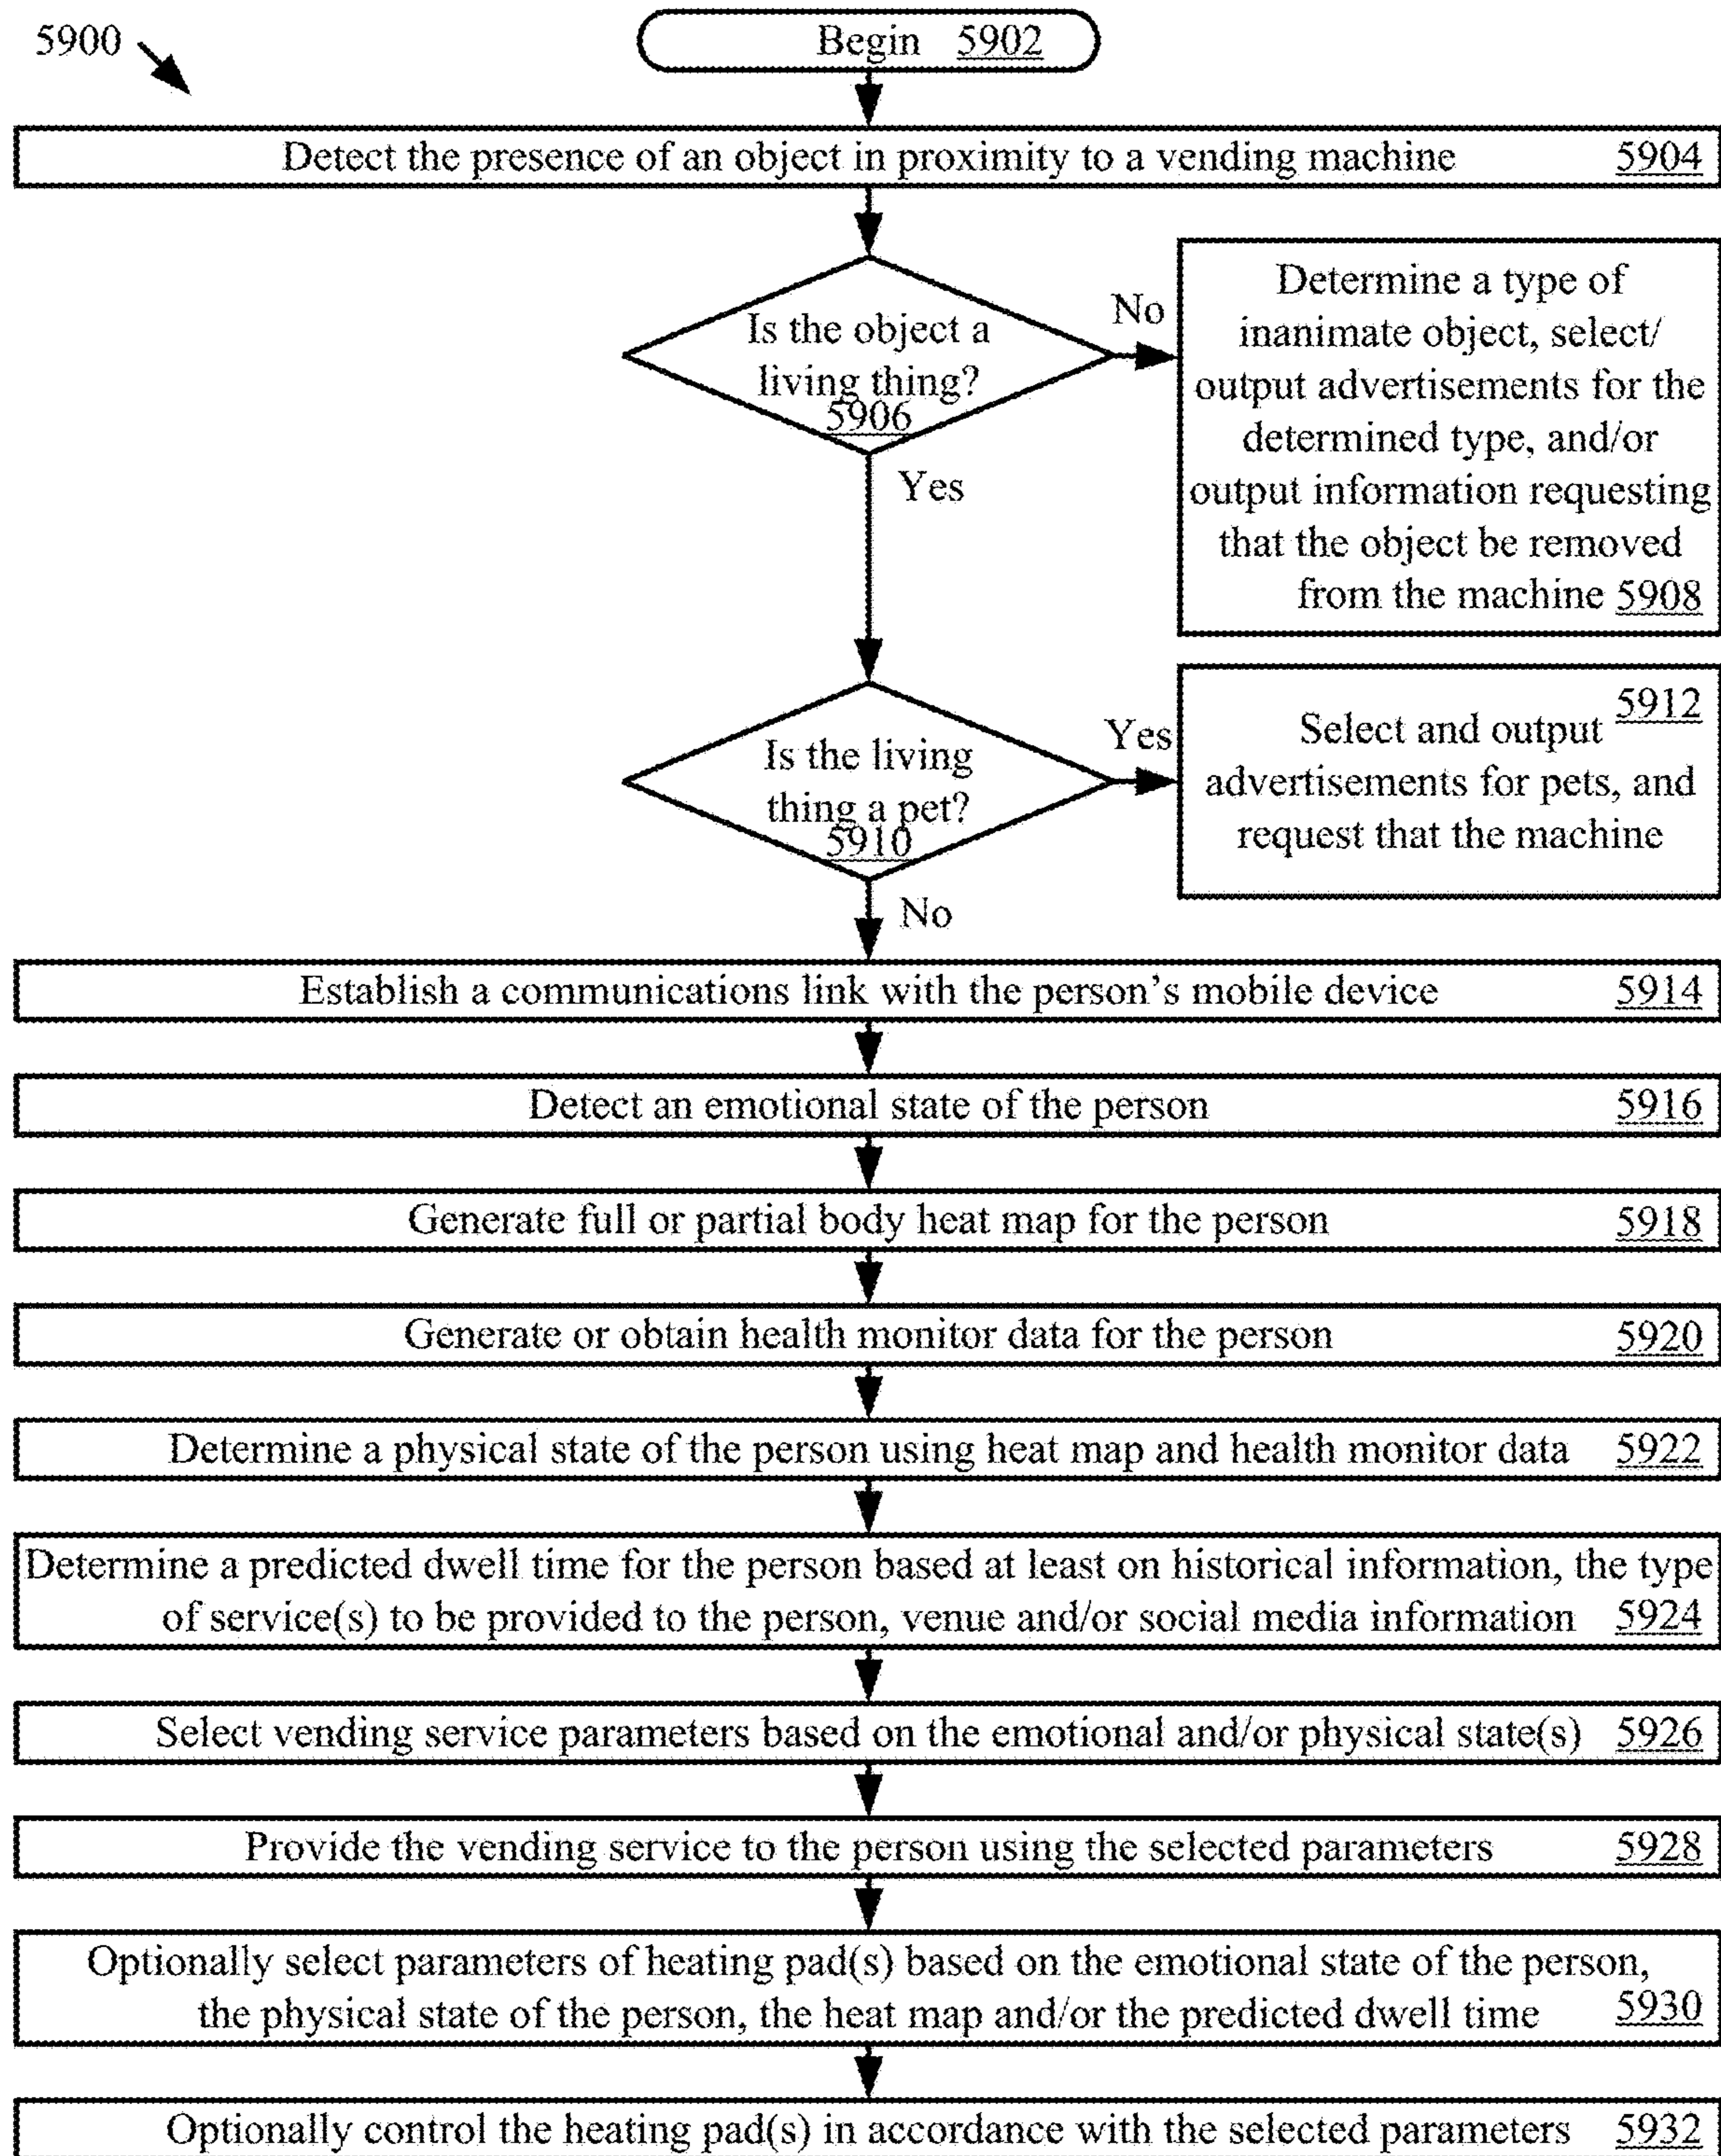 5900
Begin 5902
Detect the presence of an object in proximity to a vending machine 5904
Is the object a
living thing?
5906
No
Determine a type of
inanimate object, select/
output advertisements for the
determined type, and/or
output information requesting
that the object be removed
from the machine 5908
Yes
Is the living
thing a pet?
5910
Yes
5912
Select and output
advertisements for pets, and
request that the machine
No
Establish a communications link with the person's mobile device 5914
Detect an emotional state of the person 5916
Generate full or partial body heat map for the person 5918
Generate or obtain health monitor data for the person 5920
Determine a physical state of the person using heat map and health monitor data 5922
Determine a predicted dwell time for the person based at least on historical information, the type
of service(s) to be provided to the person, venue and/or social media information 5924
Select vending service parameters based on the emotional and/or physical state(s) 5926
Provide the vending service to the person using the selected parameters 5928
Optionally select parameters of heating pad(s) based on the emotional state of the person,
the physical state of the person, the heat map and/or the predicted dwell time 5930
Optionally control the heating pad(s) in accordance with the selected parameters 5932